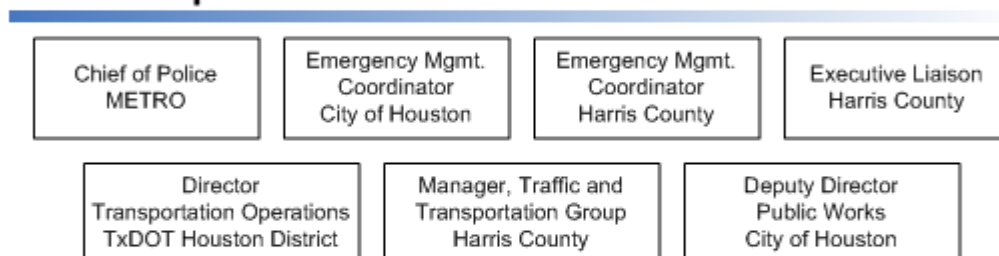 Chief of Police
METRO
Emergency Mgmt.
Coordinator
City of Houston
Emergency Mgmt.
Coordinator
Harris County
Executive Liaison
Harris County
Director
Transportation Operations
TxDOT Houston District
Manager, Traffic and
Transportation Group
Harris County
Deputy Director
Public Works
City of Houston